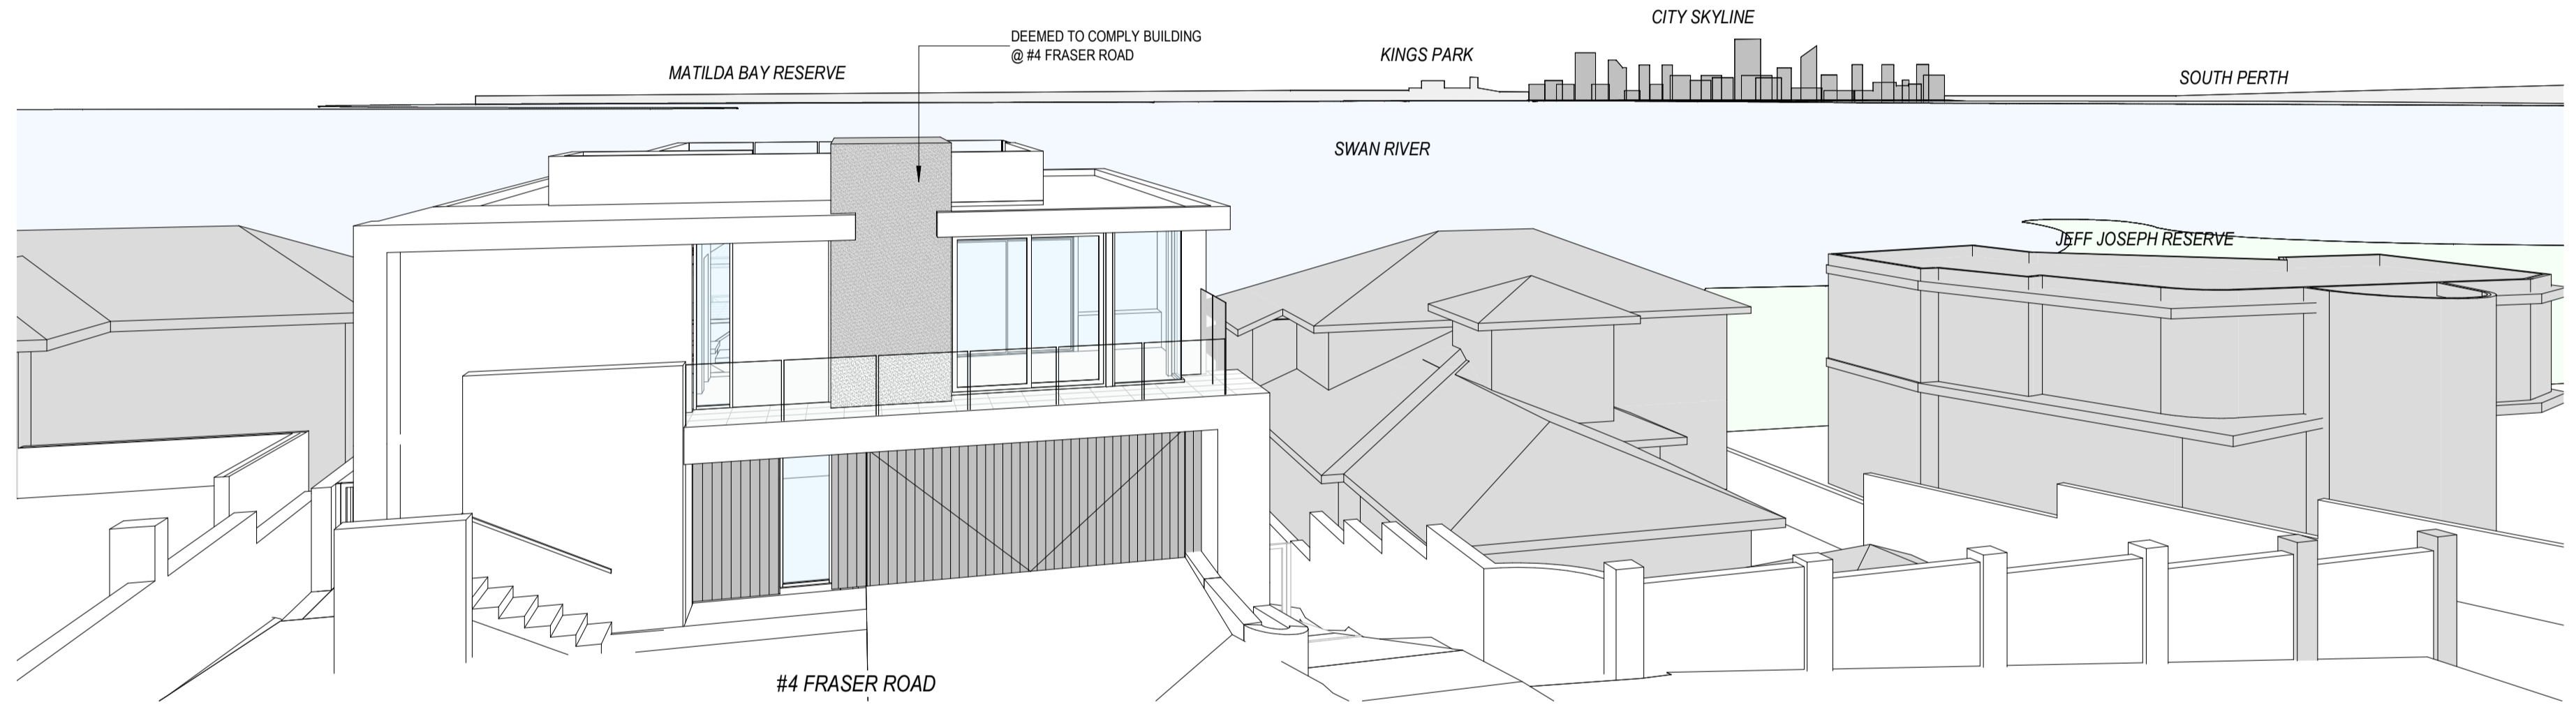 CITY SKYLINE
DEEMED TO COMPLY BUILDING
@ #4 FRASER ROAD
KINGS PARK
MATILDA BAY RESERVE
SOUTH PERTH
SWAN RIVER
JEFF JOSEPH RESERVE
#4 FRASER ROAD